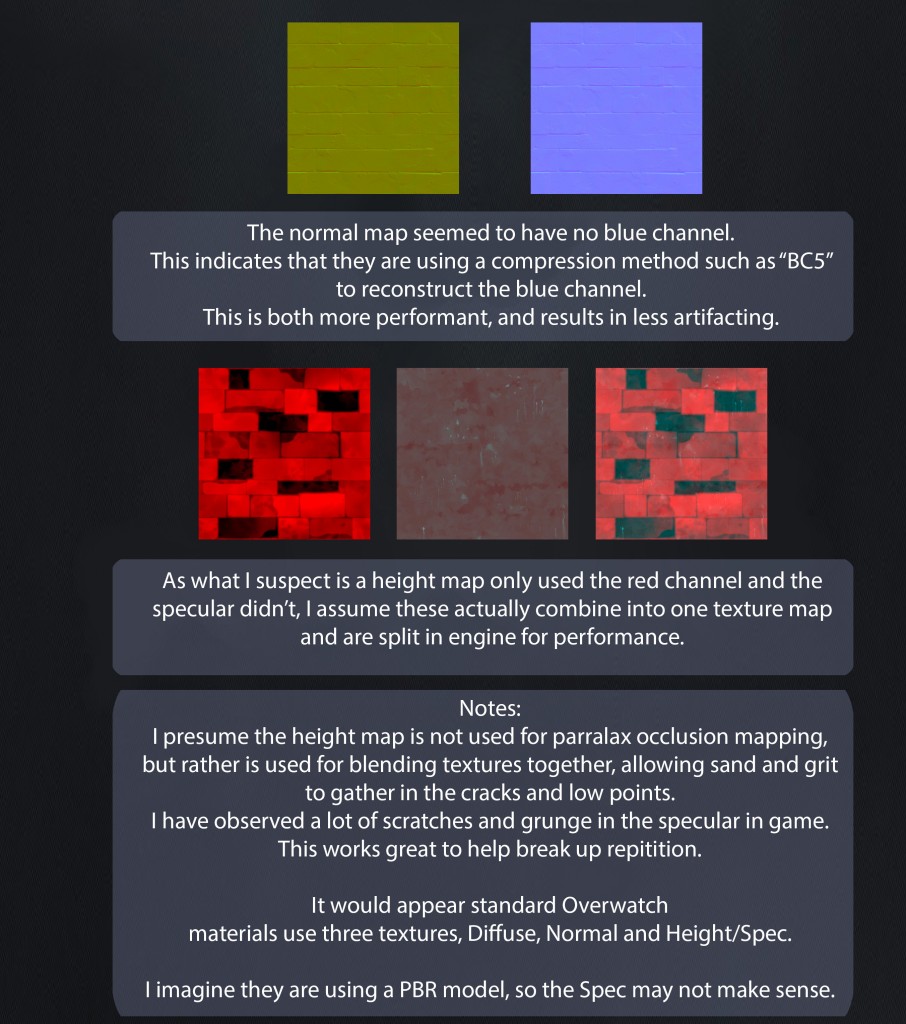 The normal map seemed to have no blue channel.
This indicates that they are using a compression method such as “BC5”
to reconstruct the blue channel.
This is both more performant, and results in less artifacting.
As what I suspect is a height map only used the red channel and the
specular didn’t, I assume these actually combine into one texture map
and are split in engine for performance.
Notes:
I presume the height map is not used for parralax occlusion mapping,
but rather is used for blending textures together, allowing sand and grit
to gather in the cracks and low points.
I have observed a lot of scratches and grunge in the specular in game.
This works great to help break up repitition.
It would appear standard Overwatch
materials use three textures, Diffuse, Normal and Height/Spec.
I imagine they are using a PBR model, so the Spec may not make sense.